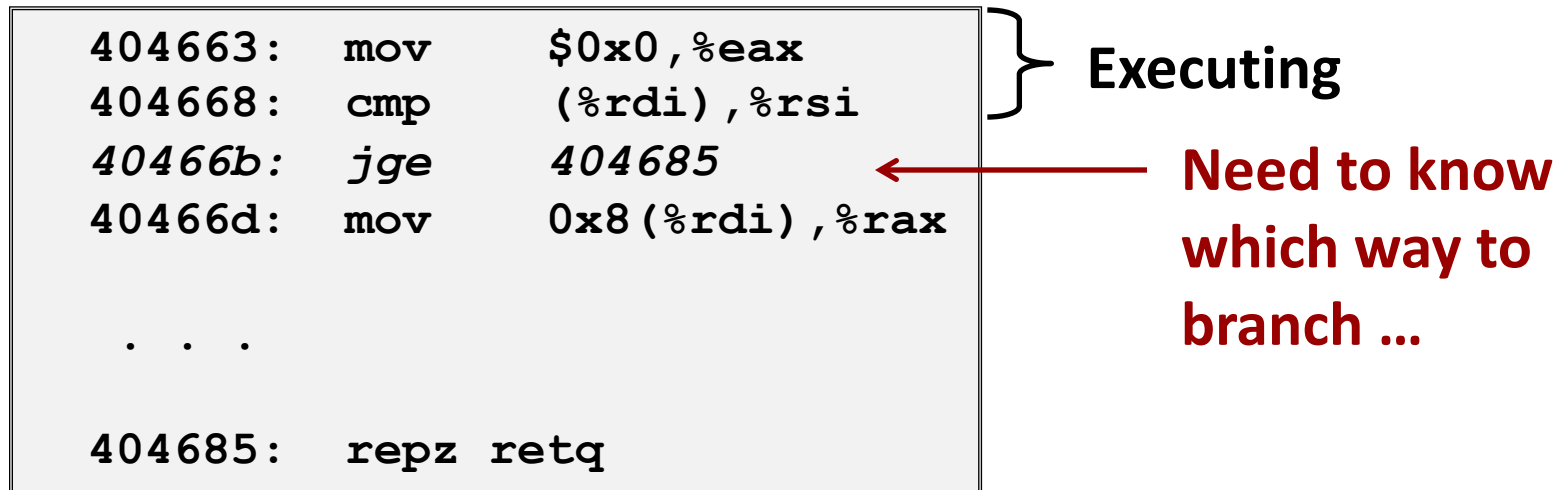 404663: mov $0x0,%eax
404668: cmp (%rdi),%rsi
40466b: jge 404685
40466d: mov 0x8(%rdi),%rax
. . .
404685: repz retq
Executing
Need to know
which way to
branch …